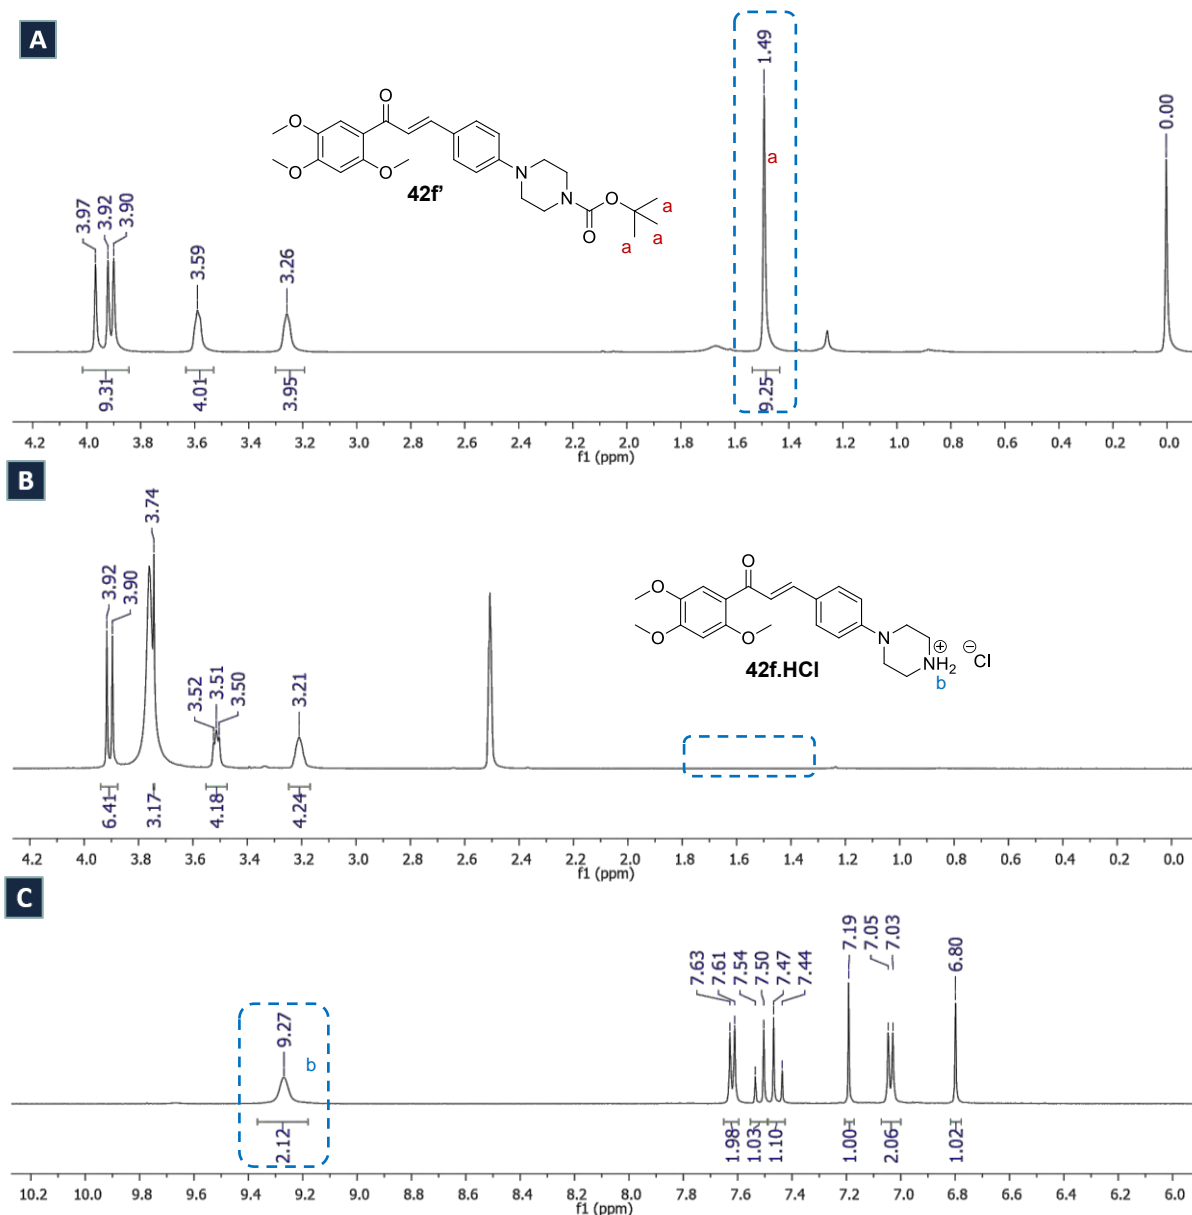 A
1.49
0.00
3.97
3.92
3.90
3.59
3.26
O
O
O
O
N
N
O
O
a
a
a
a
42f’
9.31
4.01
3.95
9.25
4.2 4.0 3.8 3.6 3.4 3.2 3.0 2.8 2.6 2.4 2.2 2.0 1.8 1.6 1.4 1.2 1.0 0.8 0.6 0.4 0.2 0.0
f1 (ppm)
B
3.92
3.90
3.74
3.52
3.51
3.50
3.21
O
O
O
O
N
⊕
NH2
b
⊖
Cl
42f.HCl
6.41
3.17
4.18
4.24
4.2 4.0 3.8 3.6 3.4 3.2 3.0 2.8 2.6 2.4 2.2 2.0 1.8 1.6 1.4 1.2 1.0 0.8 0.6 0.4 0.2 0.0
f1 (ppm)
C
9.27
b
7.63
7.61
7.54
7.50
7.47
7.44
7.19
7.05
7.03
6.80
2.12
1.98
1.03
1.10
1.00
2.06
1.02
10.2 10.0 9.8 9.6 9.4 9.2 9.0 8.8 8.6 8.4 8.2 8.0 7.8 7.6 7.4 7.2 7.0 6.8 6.6 6.4 6.2 6.0
f1 (ppm)